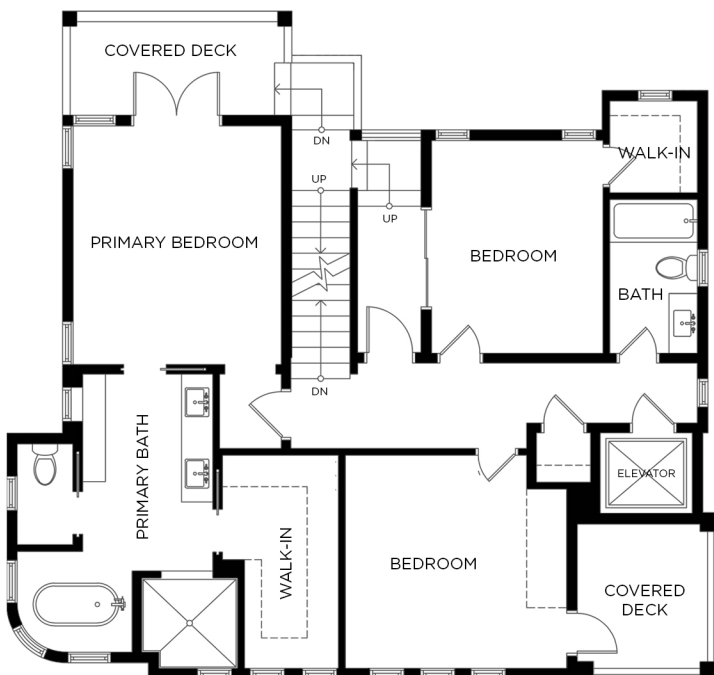 COVERED DECK
DN
WALK-IN
UP
UP
PRIMARY BEDROOM
BEDROOM
BATH
DN
PRIMARY BATH
ELEVATOR
WALK-IN
BEDROOM
COVERED
DECK